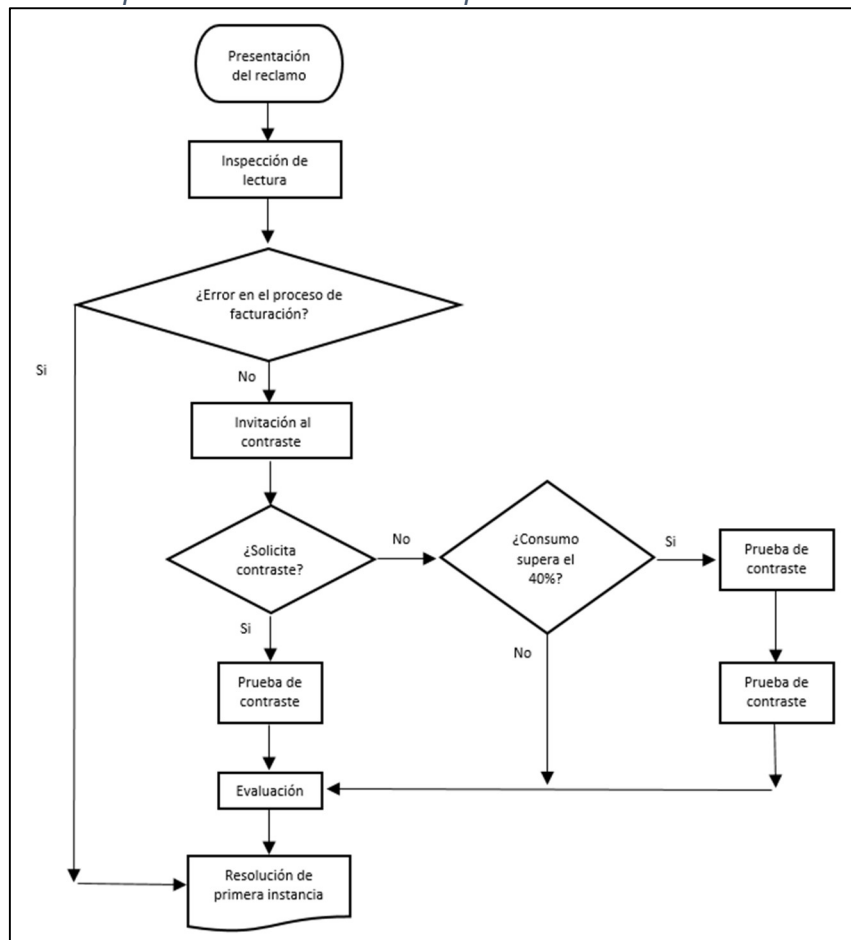 Presentación
del reclamo
Inspección de
lectura
¿Error en el proceso de
facturación?
Si
No
Invitación al
contraste
¿Solicita
contraste?
No
¿Consumo
supera el
40%?
Si
Prueba de
contraste
Si
No
Prueba de
contraste
Prueba de
contraste
Evaluación
Resolución de
primera instancia